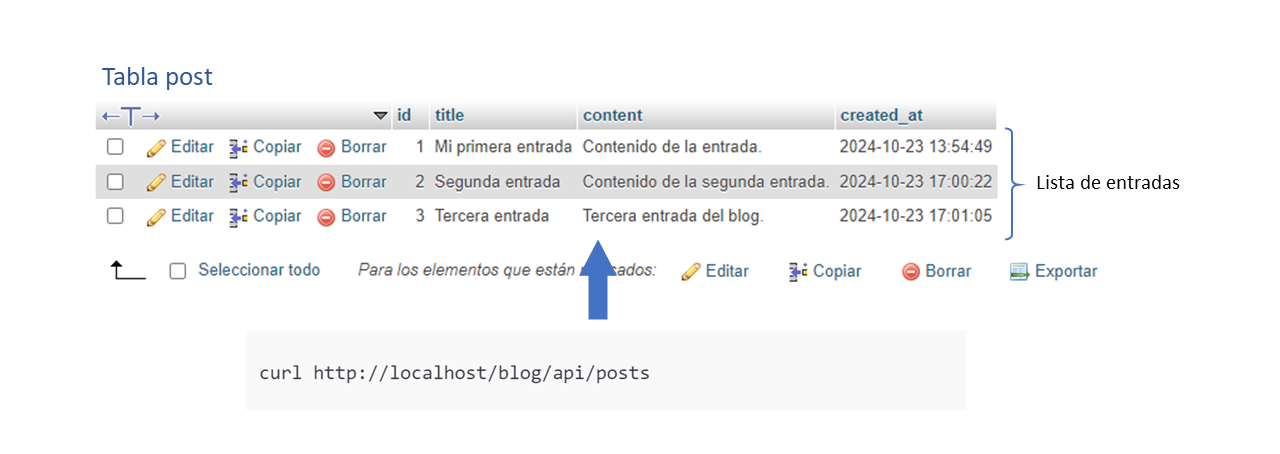 Tabla post
id title content created_at
Editar Copiar Borrar 1 Mi primera entrada Contenido de la entrada. 2024-10-23 13:54:49
Editar Copiar Borrar 2 Segunda entrada Contenido de la segunda entrada. 2024-10-23 17:00:22
Lista de entradas
Editar Copiar Borrar 3 Tercera entrada Tercera entrada del blog. 2024-10-23 17:01:05
Seleccionar todo Para los elementos que están Editar Copiar Borrar Exportar
curl http://localhost/blog/api/posts